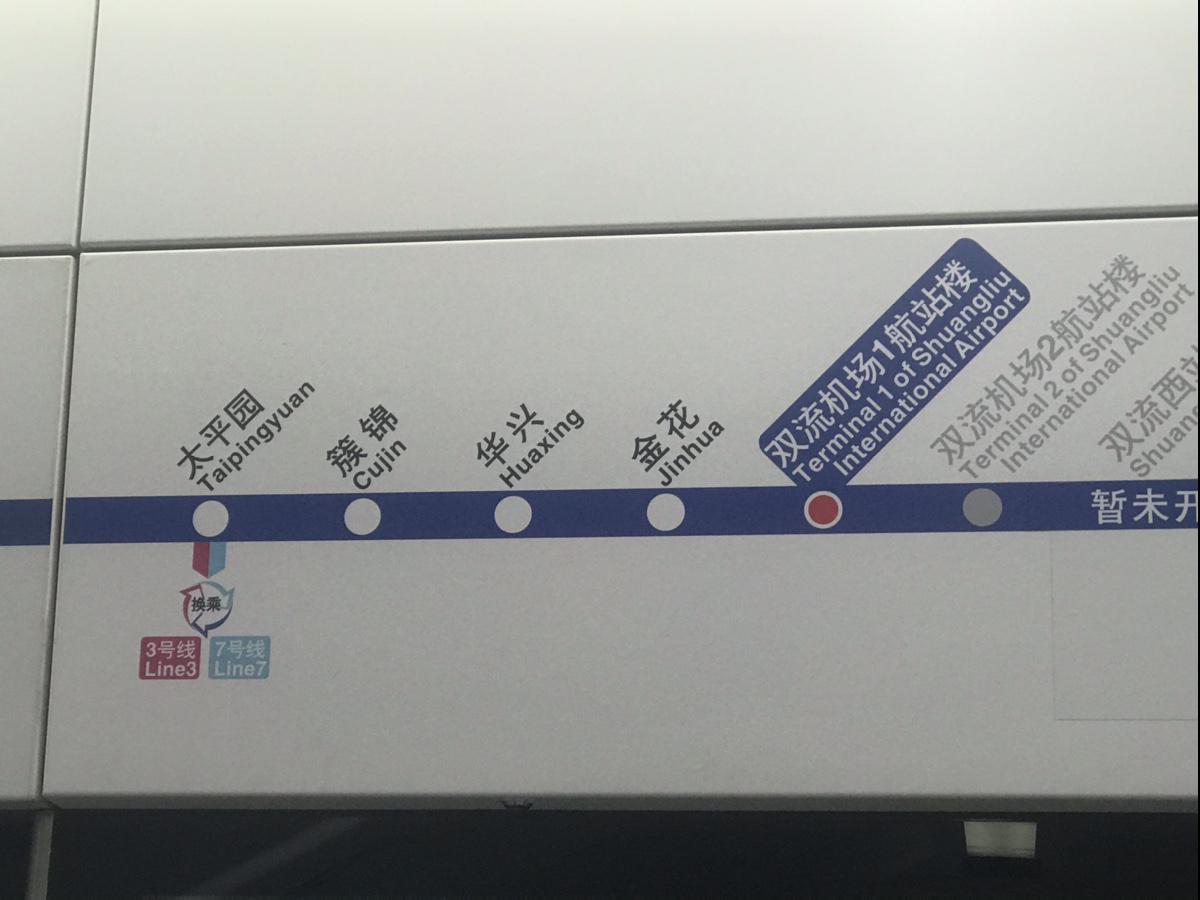 太平园
Taipingyuan
簇锦
Cujin
华兴
Huaxing
金花
Jinhua
双流机场1航站楼
Terminal 1 of Shuangliu
International Airport
双流机场2航站楼
Terminal 2 of Shuangliu
International Airport
双流西
暂未开
换乘
3号线
Line3
7号线
Line7